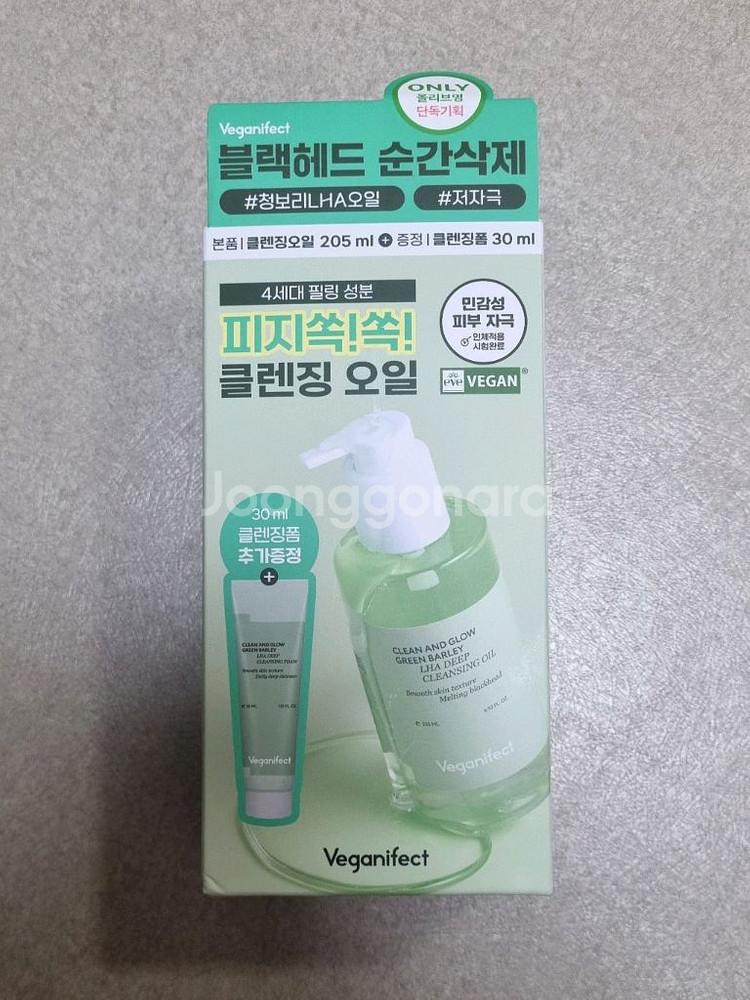 ONLY
올리브영
단독기획
Veganifect
블랙헤드 순간삭제
#청보리LHA오일 #저자극
본품 | 클렌징오일 205 ml + 증정 | 클렌징폼 30 ml
4세대 필링 성분
피지쏙!쏙!
클렌징 오일
민감성
피부 자극
인체적용
시험완료
eve VEGAN®
Joonggonara
30 ml
클렌징폼
추가증정
+
CLEAN AND GLOW
GREEN BARLEY
LHA DEEP
CLEANSING FOAM
Smooth skin texture
Daily deep cleanser
Veganifect
CLEAN AND GLOW
GREEN BARLEY
LHA DEEP
CLEANSING OIL
Smooth skin texture
Melting blackhead
Veganifect
Veganifect